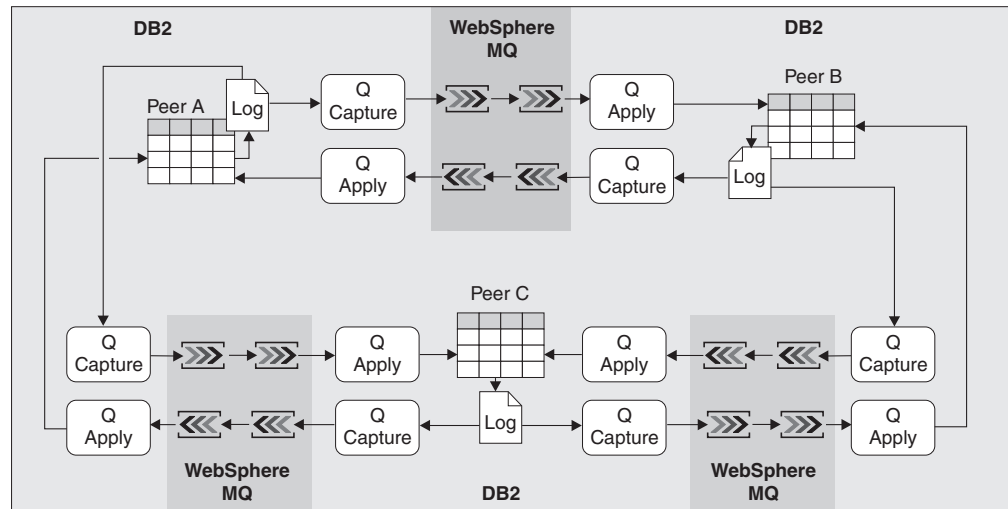 DB2
WebSphere
MQ
DB2
Peer A
Log
Q
Capture
Q
Apply
Peer B
Q
Apply
Q
Capture
Log
Peer C
Q
Capture
Q
Apply
Q
Apply
Q
Capture
Q
Apply
Q
Capture
Log
Q
Capture
Q
Apply
WebSphere
MQ
DB2
WebSphere
MQ